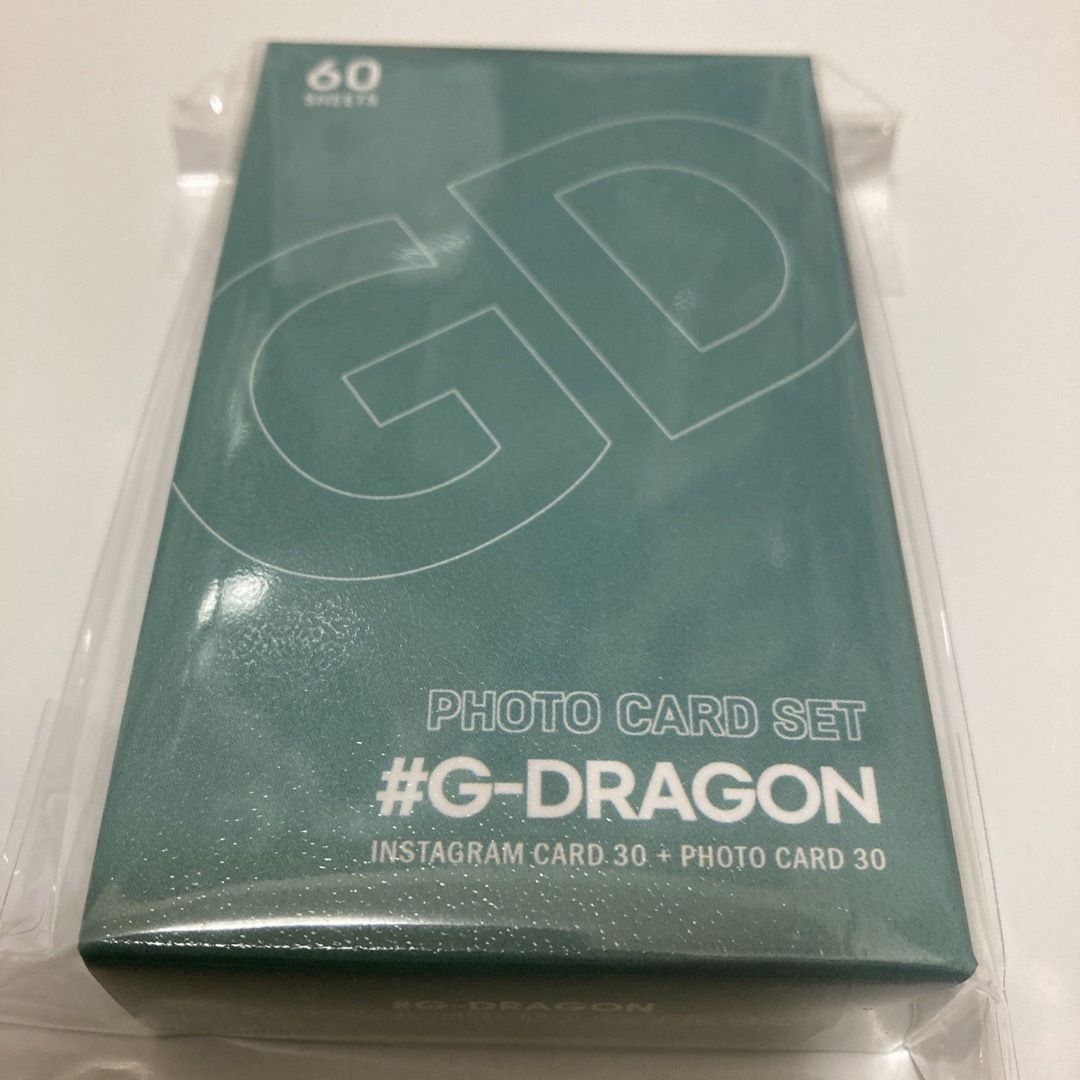 60
SHEETS
GD
PHOTO CARD SET
#G-DRAGON
INSTAGRAM CARD 30 + PHOTO CARD 30
#G-DRAGON